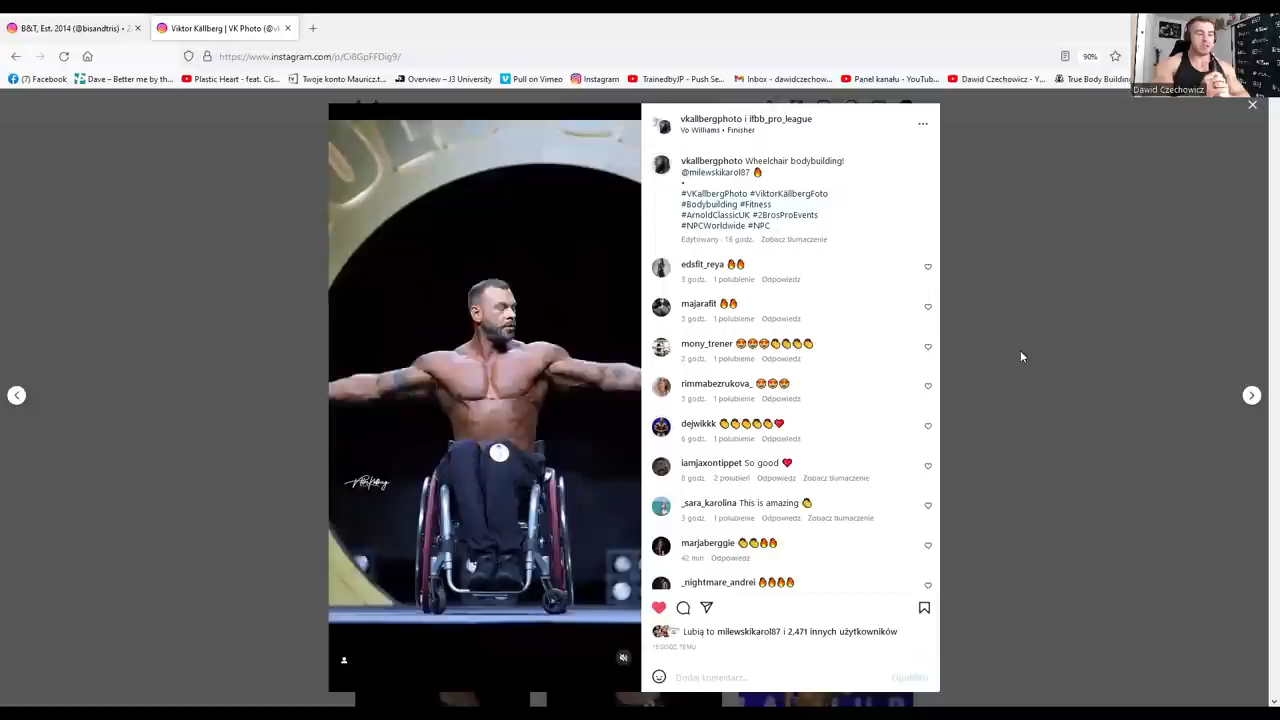 B&T, Est. 2014 (@bisandtris) •
Viktor Källberg | VK Photo (@vk
https://www.instagram.com/p/Ci8GpFFDig9/
90%
(7) Facebook
Dave – Better me by th...
Plastic Heart - feat. Cis...
Twoje konto Mauricz.t...
Overview – J3 University
Pull on Vimeo
Instagram
TrainedbyJP - Push Se...
Inbox - dawidczechow...
Panel kanału - YouTub...
Dawid Czechowicz - Y...
True Body Building
Dawid Czechowicz
vkallbergphoto i ifbb_pro_league
Vo Williams • Finisher
vkallbergphoto Wheelchair bodybuilding!
@milewskikarol87 🔥
•
#VKallbergPhoto #ViktorKällbergFoto
#Bodybuilding #Fitness
#ArnoldClassicUK #2BrosProEvents
#NPCWorldwide #NPC
Edytowany · 16 godz. Zobacz tłumaczenie
edsfit_reya 🔥🔥
3 godz. 1 polubienie Odpowiedz
majarafit 🔥🔥
3 godz. 1 polubienie Odpowiedz
mony_trener 😍😍😍👏👏👏👏
2 godz. 1 polubienie Odpowiedz
rimmabezrukova_ 😍😍😍
3 godz. 1 polubienie Odpowiedz
dejwikkk 👏👏👏👏👏❤️
6 godz. 1 polubienie Odpowiedz
iamjaxontippet So good ❤️
8 godz. 2 polubień Odpowiedz Zobacz tłumaczenie
_sara_karolina This is amazing 👏
3 godz. 1 polubienie Odpowiedz Zobacz tłumaczenie
marjaberggie 👏👏🔥🔥
42 min Odpowiedz
_nightmare_andrei 🔥🔥🔥🔥
Lubią to milewskikarol87 i 2,471 innych użytkowników
16 GODZ. TEMU
Dodaj komentarz...
Opublikuj